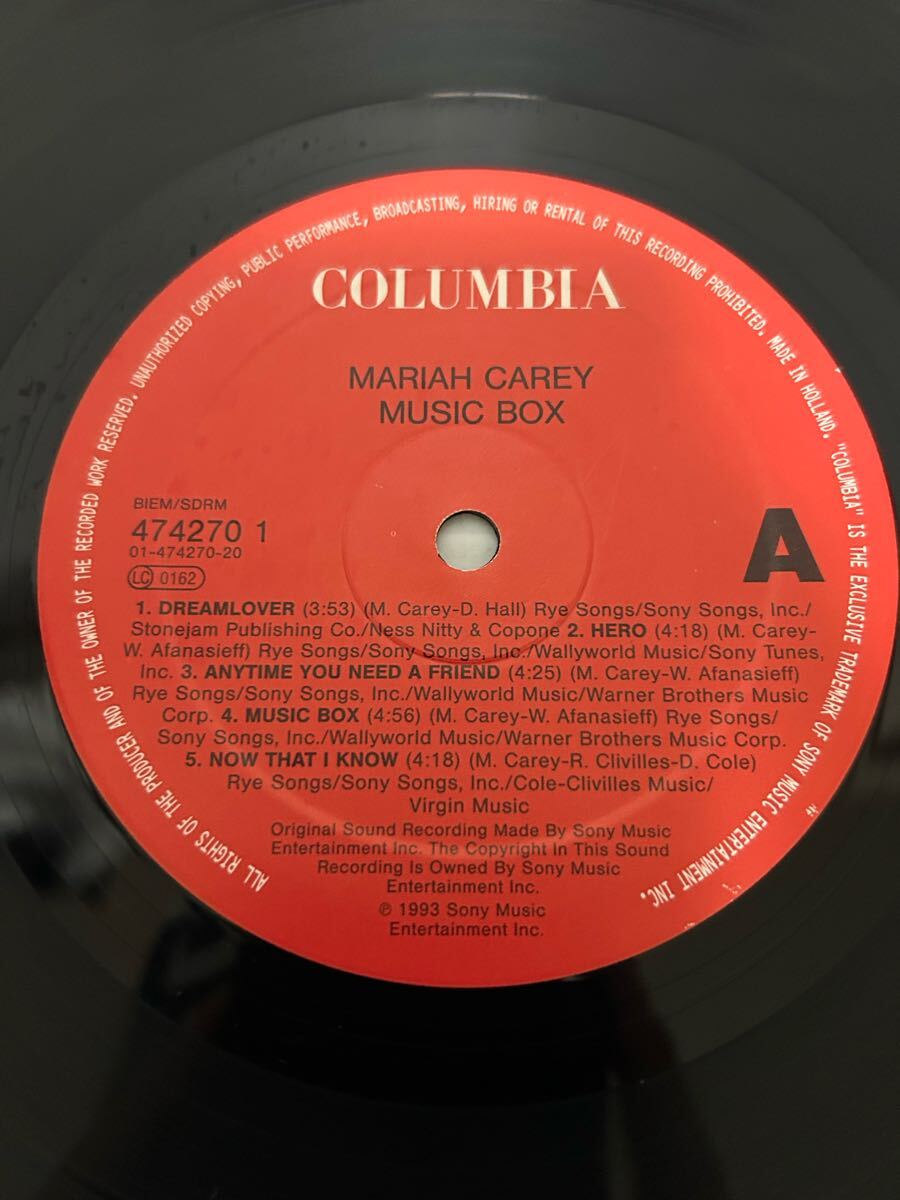 ALL RIGHTS OF THE PRODUCER AND OF THE OWNER OF THE RECORDED WORK RESERVED. UNAUTHORIZED COPYING, PUBLIC PERFORMANCE, BROADCASTING, HIRING OR RENTAL OF THIS RECORDING PROHIBITED. MADE IN HOLLAND. "COLUMBIA" IS THE EXCLUSIVE TRADEMARK OF SONY MUSIC ENTERTAINMENT INC.
COLUMBIA
MARIAH CAREY
MUSIC BOX
BIEM/SDRM
474270 1
01-474270-20
LC 0162
A
1. DREAMLOVER (3:53) (M. Carey-D. Hall) Rye Songs/Sony Songs, Inc./
Stonejam Publishing Co./Ness Nitty & Copone 2. HERO (4:18) (M. Carey-
W. Afanasieff) Rye Songs/Sony Songs, Inc./Wallyworld Music/Sony Tunes,
Inc. 3. ANYTIME YOU NEED A FRIEND (4:25) (M. Carey-W. Afanasieff)
Rye Songs/Sony Songs, Inc./Wallyworld Music/Warner Brothers Music
Corp. 4. MUSIC BOX (4:56) (M. Carey-W. Afanasieff) Rye Songs/
Sony Songs, Inc./Wallyworld Music/Warner Brothers Music Corp.
5. NOW THAT I KNOW (4:18) (M. Carey-R. Clivilles-D. Cole)
Rye Songs/Sony Songs, Inc./Cole-Clivilles Music/
Virgin Music
Original Sound Recording Made By Sony Music
Entertainment Inc. The Copyright In This Sound
Recording is Owned By Sony Music
Entertainment Inc.
℗ 1993 Sony Music
Entertainment Inc.